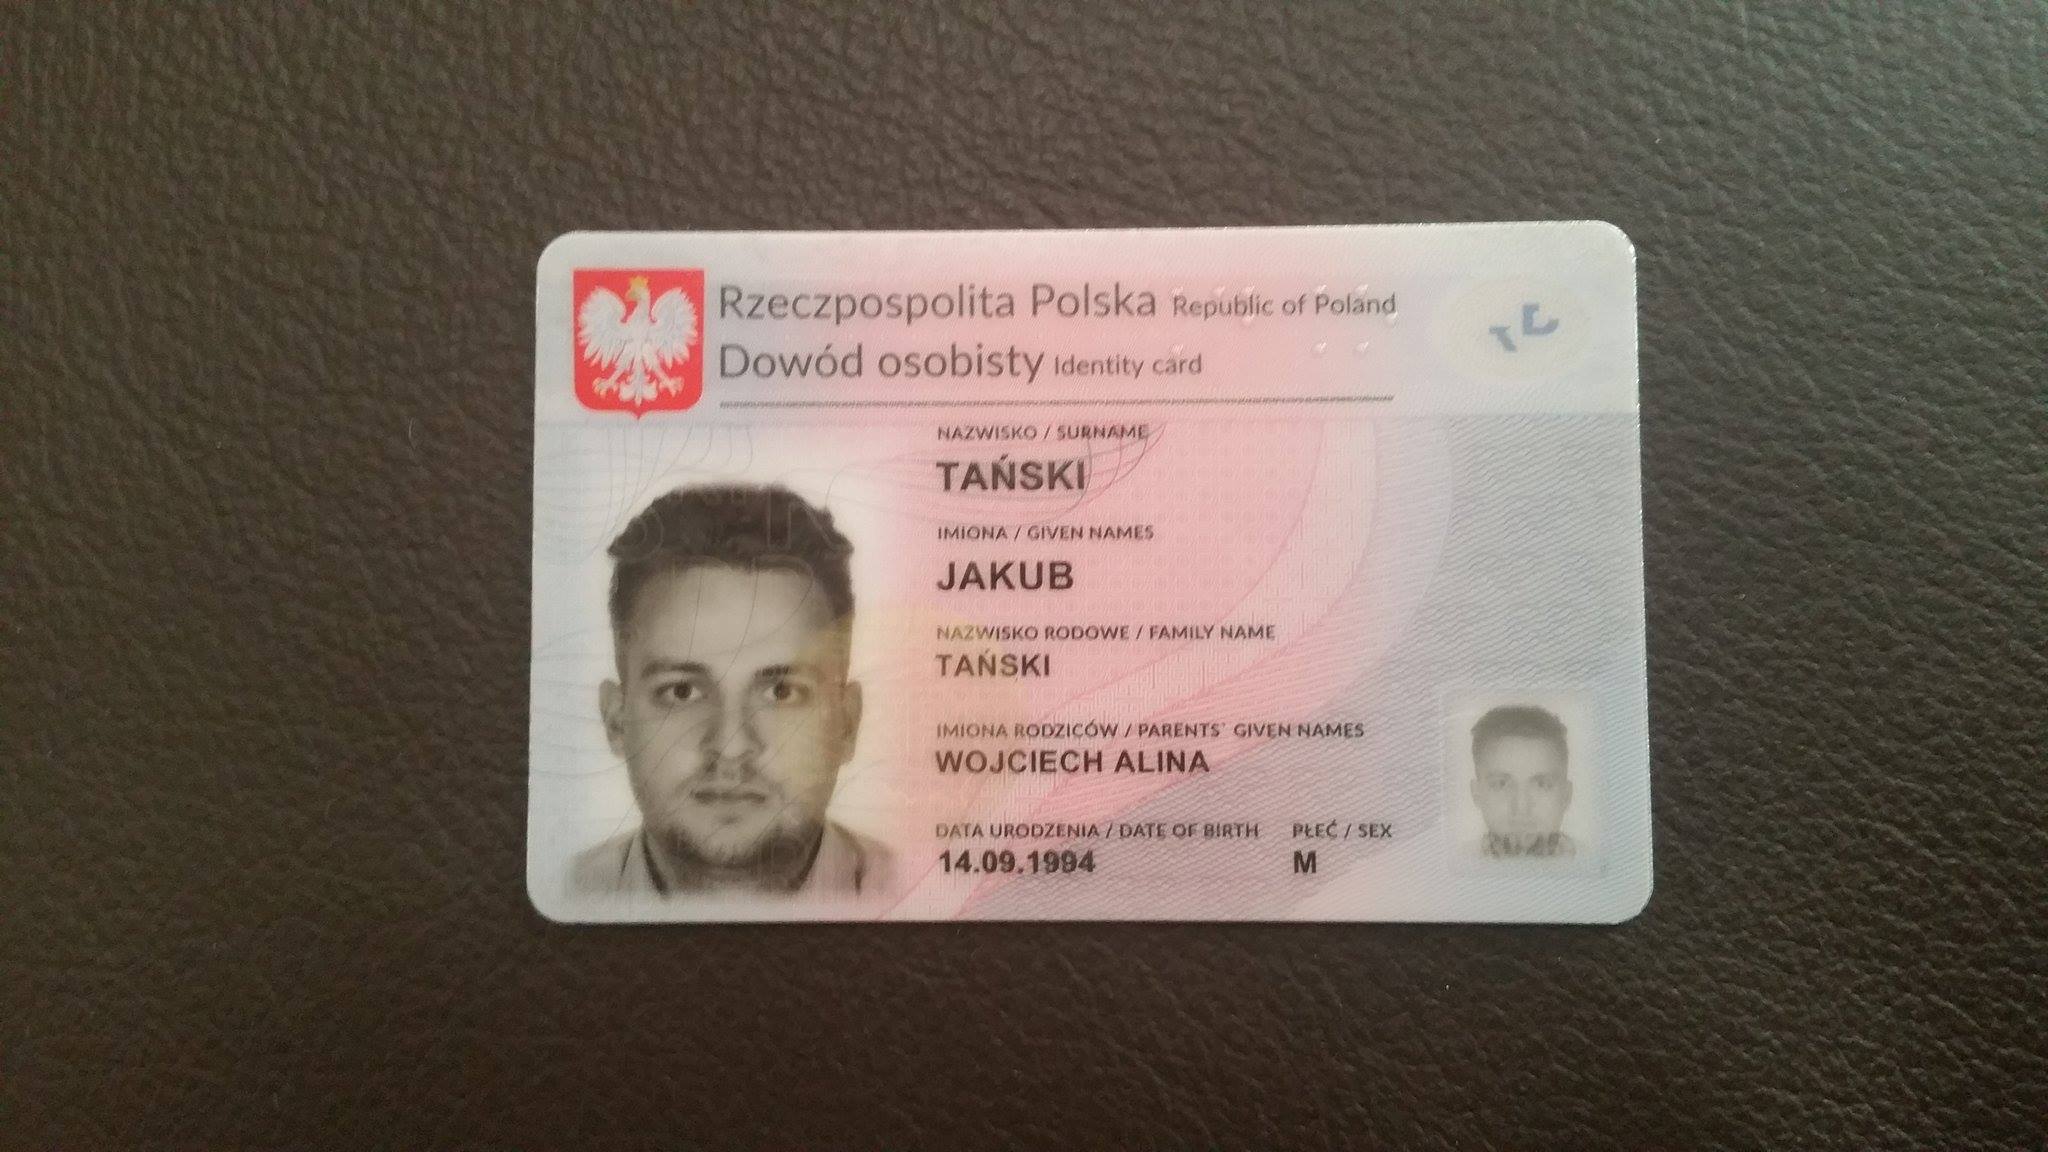 Rzeczpospolita Polska Republic of Poland
Dowód osobisty Identity card
NAZWISKO / SURNAME
TAŃSKI
IMIONA / GIVEN NAMES
JAKUB
NAZWISKO RODOWE / FAMILY NAME
TAŃSKI
IMIONA RODZICÓW / PARENTS' GIVEN NAMES
WOJCIECH ALINA
DATA URODZENIA / DATE OF BIRTH PŁEĆ / SEX
14.09.1994 M